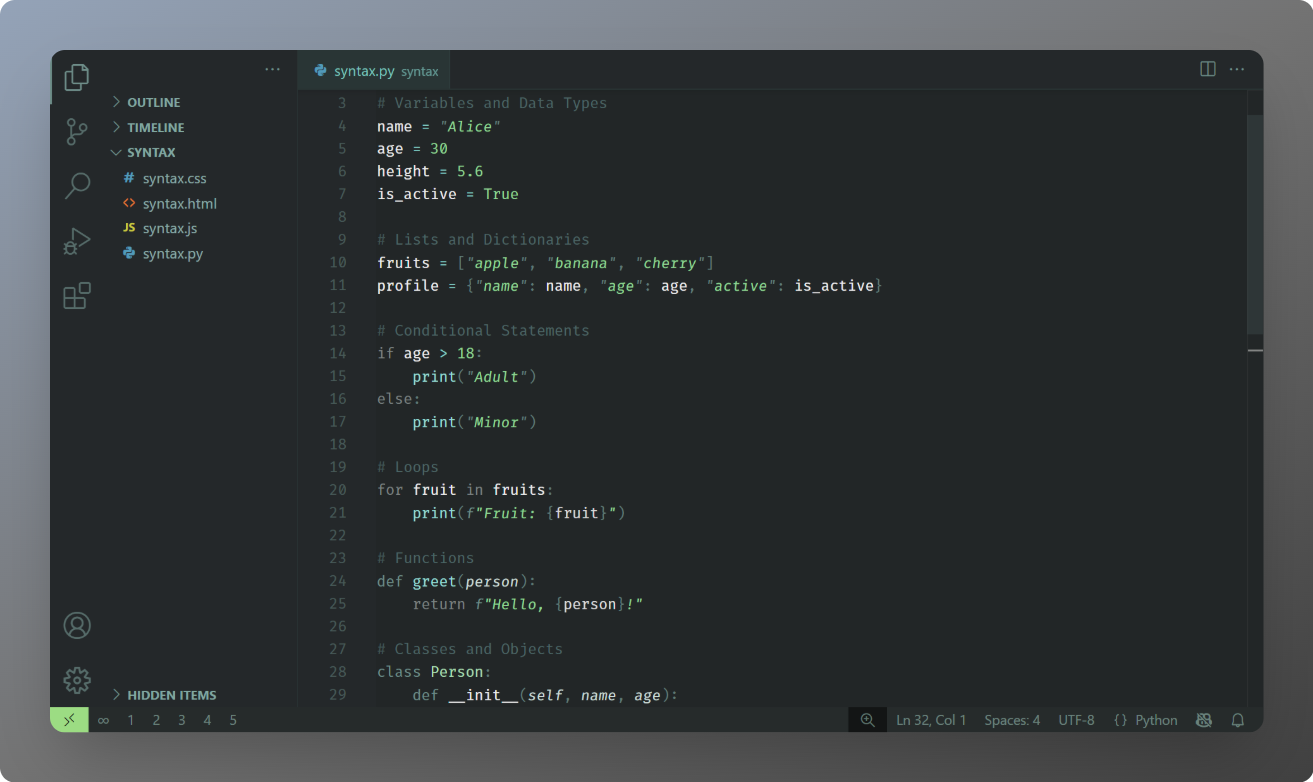 syntax.py syntax
OUTLINE
TIMELINE
SYNTAX
# syntax.css
<> syntax.html
JS syntax.js
syntax.py
HIDDEN ITEMS
3 # Variables and Data Types
4 name = "Alice"
5 age = 30
6 height = 5.6
7 is_active = True
8
9 # Lists and Dictionaries
10 fruits = ["apple", "banana", "cherry"]
11 profile = {"name": name, "age": age, "active": is_active}
12
13 # Conditional Statements
14 if age > 18:
15     print("Adult")
16 else:
17     print("Minor")
18
19 # Loops
20 for fruit in fruits:
21     print(f"Fruit: {fruit}")
22
23 # Functions
24 def greet(person):
25     return f"Hello, {person}!"
26
27 # Classes and Objects
28 class Person:
29     def __init__(self, name, age):
∞ 1 2 3 4 5
Ln 32, Col 1 Spaces: 4 UTF-8 {} Python